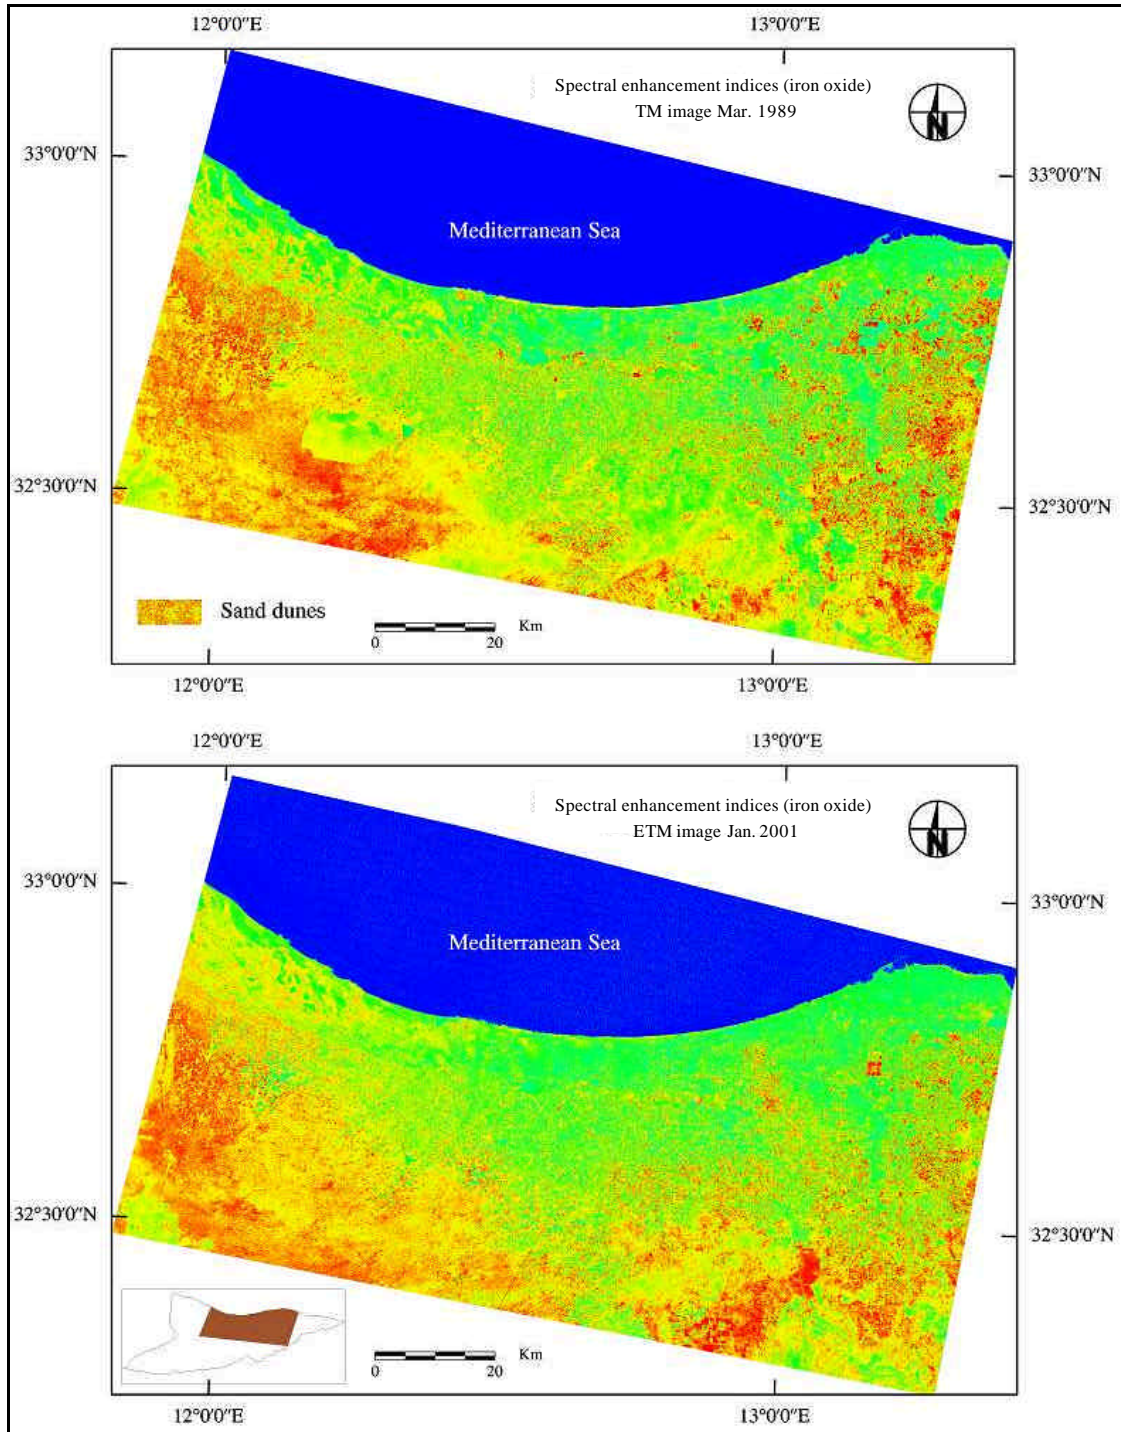 12°0'0"E 13°0'0"E
Spectral enhancement indices (iron oxide)
TM image Mar. 1989
N
33°0'0"N
33°0'0"N
Mediterranean Sea
32°30'0"N
32°30'0"N
Sand dunes
Km
0 20
12°0'0"E 13°0'0"E
12°0'0"E 13°0'0"E
Spectral enhancement indices (iron oxide)
ETM image Jan. 2001
N
33°0'0"N
33°0'0"N
Mediterranean Sea
32°30'0"N
32°30'0"N
Km
0 20
12°0'0"E 13°0'0"E